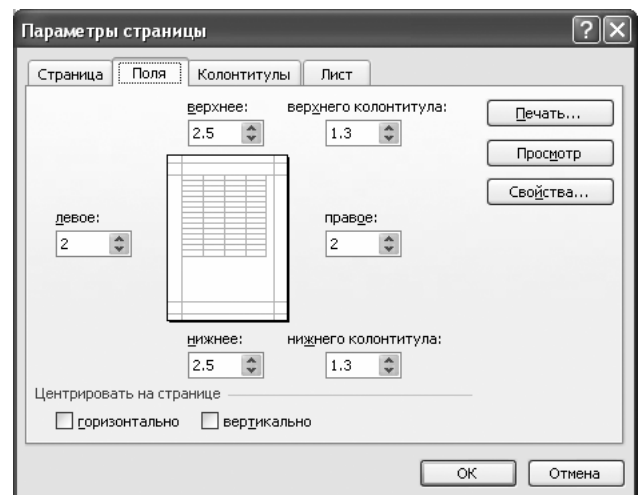 Параметры страницы
Страница Поля Колонтитулы Лист
верхнее: верхнего колонтитула:
2.5 1.3
Печать...
Просмотр
Свойства...
левое: правое:
2 2
нижнее: нижнего колонтитула:
2.5 1.3
Центрировать на странице
горизонтально вертикально
OK Отмена